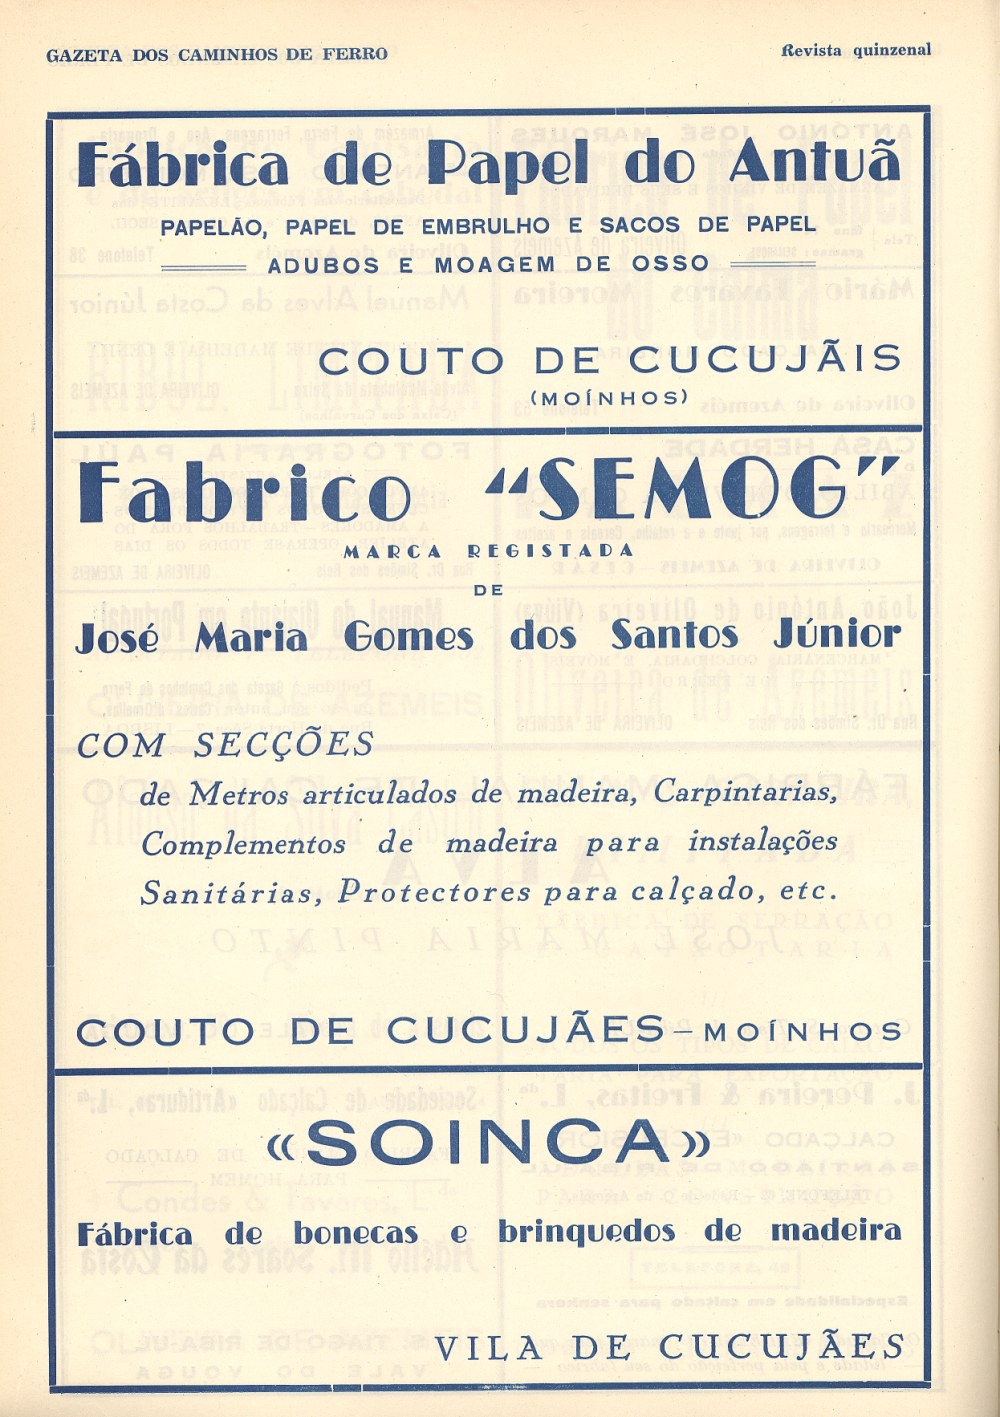 GAZETA DOS CAMINHOS DE FERRO
Revista quinzenal
Fábrica de Papel do Antuã
PAPELÃO, PAPEL DE EMBRULHO E SACOS DE PAPEL
ADUBOS E MOAGEM DE OSSO
COUTO DE CUCUJÃIS
(MOÍNHOS)
Fabrico "SEMOG"
MARCA REGISTADA
DE
José Maria Gomes dos Santos Júnior
COM SECÇÕES
de Metros articulados de madeira, Carpintarias,
Complementos de madeira para instalações
Sanitárias, Protectores para calçado, etc.
COUTO DE CUCUJÃES – MOÍNHOS
«SOINCA»
Fábrica de bonecas e brinquedos de madeira
VILA DE CUCUJÃES